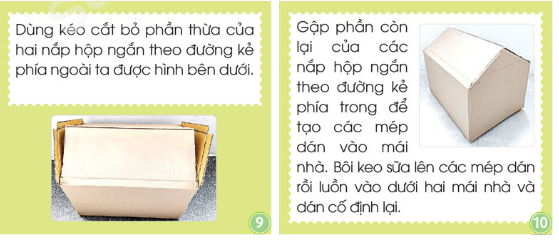 Dùng kéo cắt bỏ phần thừa của
hai nắp hộp ngắn theo đường kẻ
phía ngoài ta được hình bên dưới.
9
Gập phần còn
lại của các
nắp hộp ngắn
theo đường kẻ
phía trong để
tạo các mép
dán vào mái
nhà. Bôi keo sữa lên các mép dán
rồi luồn vào dưới hai mái nhà và
dán cố định lại.
10